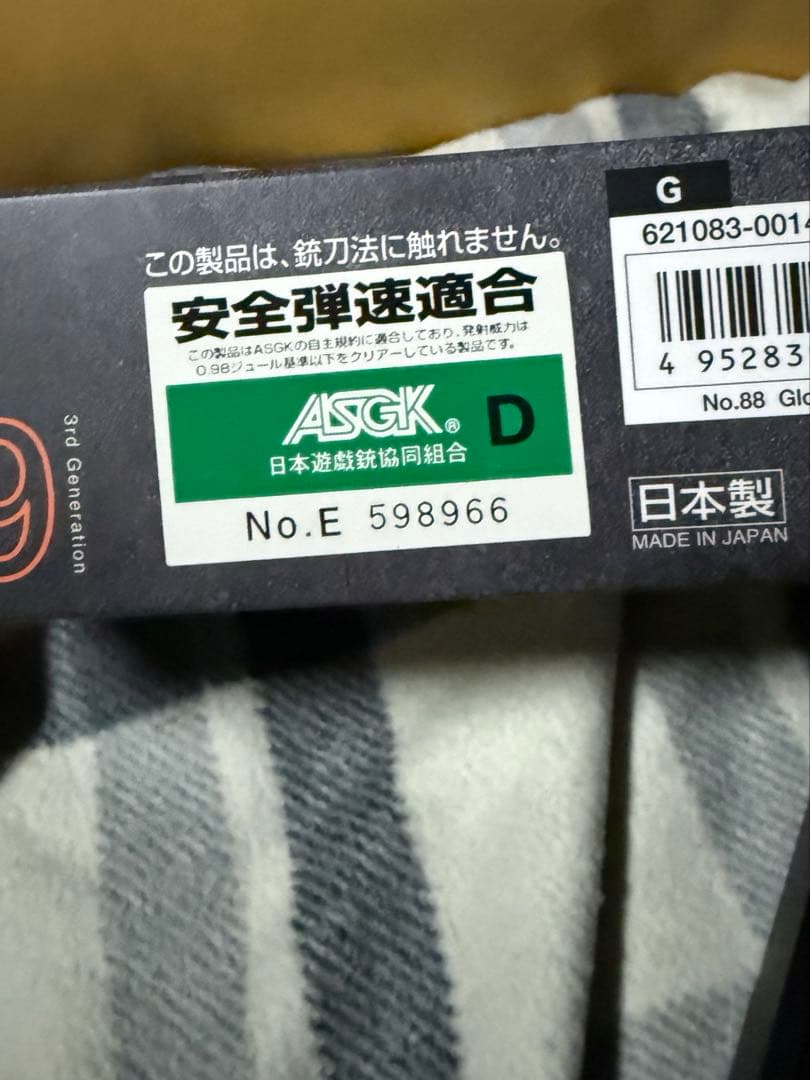 この製品は、銃刀法に触れません。
安全弾速適合
この製品はASGKの自主規約に適合しており、発射威力は
0.98ジュール基準以下をクリアーしている製品です。
ASGK® D
日本遊戯銃協同組合
No.E 598966
G
621083-0014
4 95283
No.88 Glo
日本製
MADE IN JAPAN
9
3rd Generation